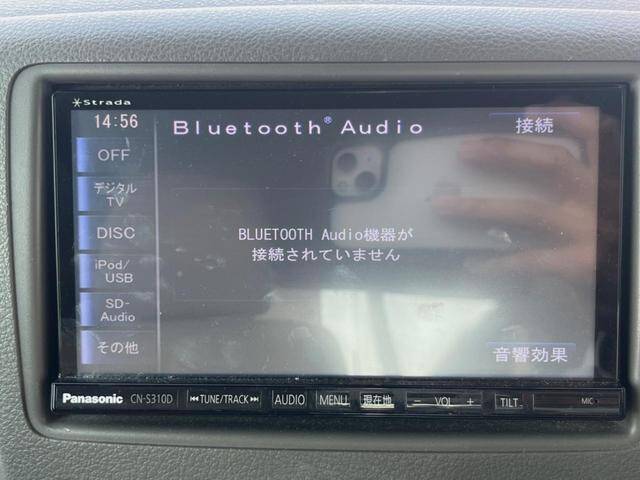 Strada
14:56
Bluetooth® Audio
接続
OFF
デジタル
TV
DISC
iPod/
USB
SD-
Audio
その他
BLUETOOTH Audio機器が
接続されていません
音響効果
Panasonic CN-S310D TUNE/TRACK AUDIO MENU 現在地 − VOL + TILT MIC